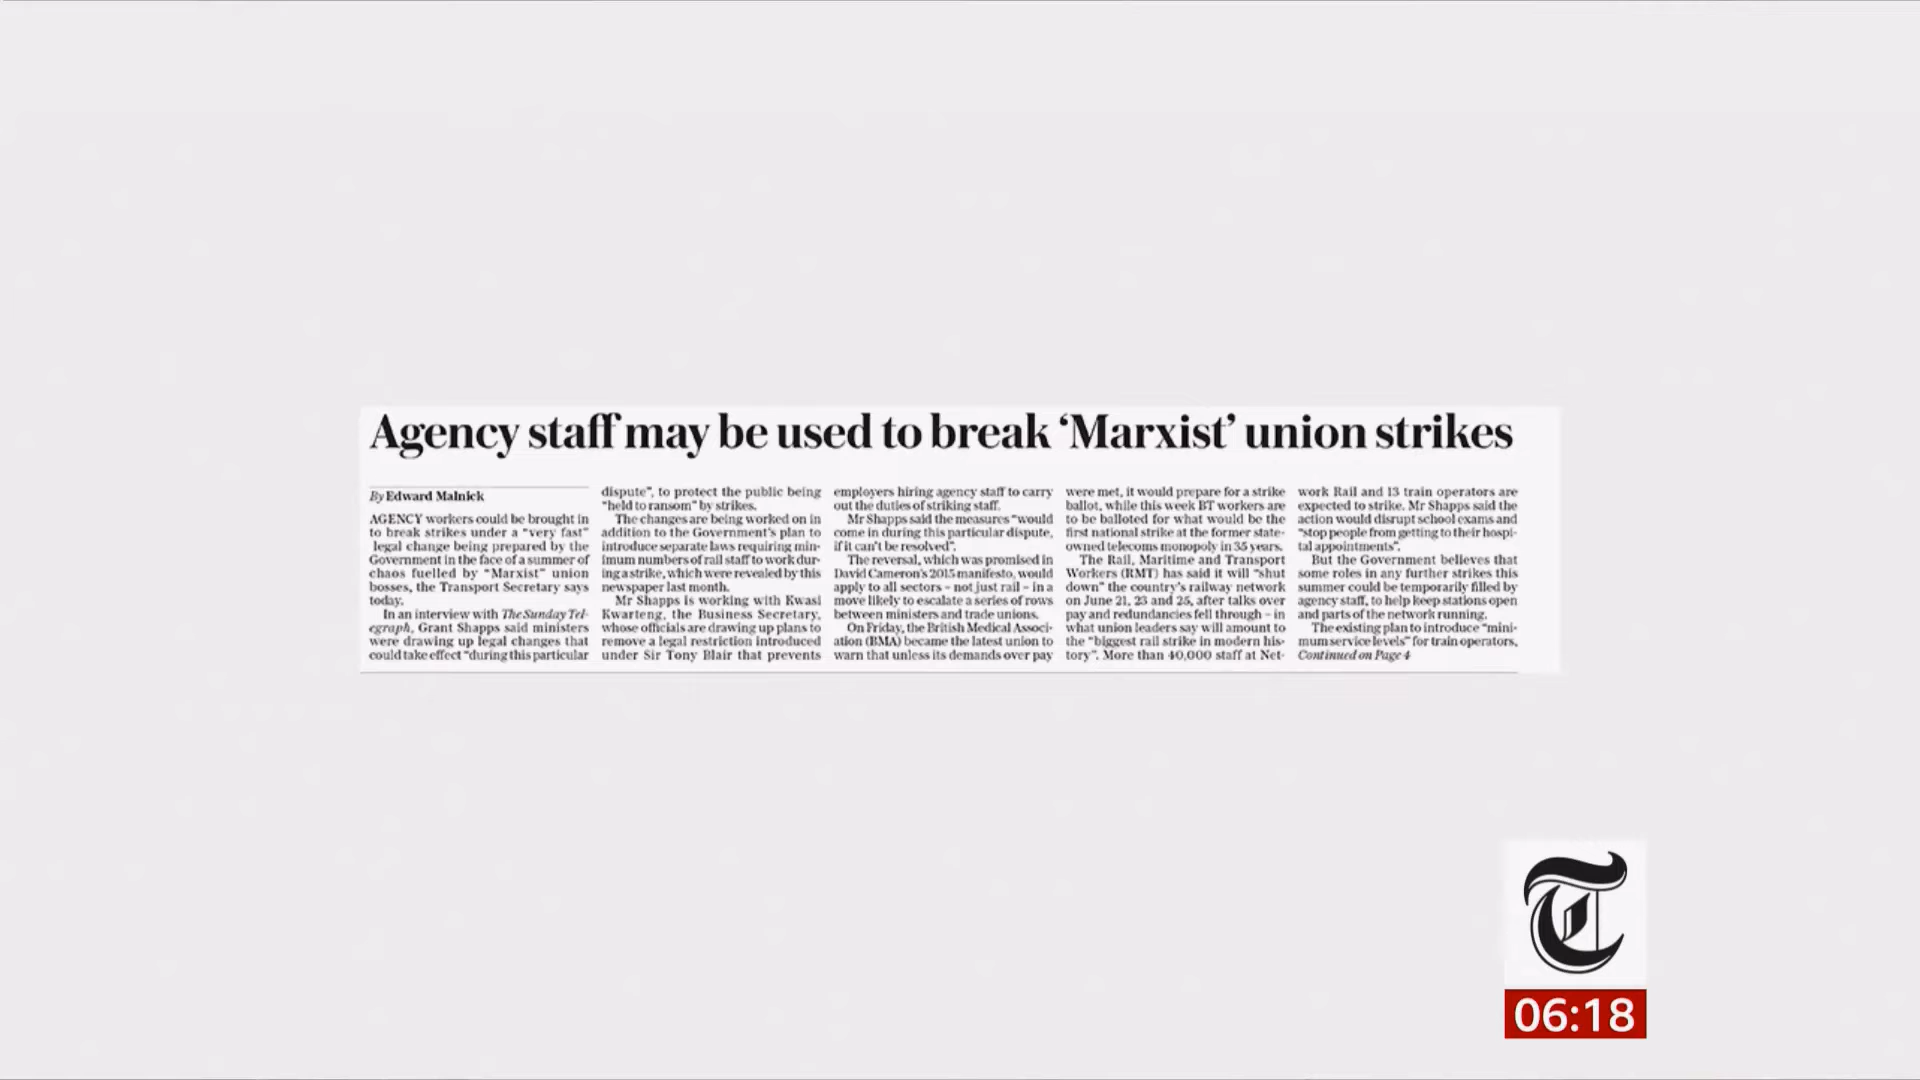 Agency staff may be used to break ‘Marxist’ union strikes
By Edward Malnick
AGENCY workers could be brought in
to break strikes under a “very fast”
legal change being prepared by the
Government in the face of a summer of
chaos fuelled by “Marxist” union
bosses, the Transport Secretary says
today.
In an interview with The Sunday Tel-
egraph, Grant Shapps said ministers
were drawing up legal changes that
could take effect “during this particular
dispute”, to protect the public being
“held to ransom” by strikes.
The changes are being worked on in
addition to the Government’s plan to
introduce separate laws requiring min-
imum numbers of rail staff to work dur-
ing a strike, which were revealed by this
newspaper last month.
Mr Shapps is working with Kwasi
Kwarteng, the Business Secretary,
whose officials are drawing up plans to
remove a legal restriction introduced
under Sir Tony Blair that prevents
employers hiring agency staff to carry
out the duties of striking staff.
Mr Shapps said the measures “would
come in during this particular dispute,
if it can’t be resolved”.
The reversal, which was promised in
David Cameron’s 2015 manifesto, would
apply to all sectors – not just rail – in a
move likely to escalate a series of rows
between ministers and trade unions.
On Friday, the British Medical Associ-
ation (BMA) became the latest union to
warn that unless its demands over pay
were met, it would prepare for a strike
ballot, while this week BT workers are
to be balloted for what would be the
first national strike at the former state-
owned telecoms monopoly in 35 years.
The Rail, Maritime and Transport
Workers (RMT) has said it will “shut
down” the country’s railway network
on June 21, 23 and 25, after talks over
pay and redundancies fell through – in
what union leaders say will amount to
the “biggest rail strike in modern his-
tory”. More than 40,000 staff at Net-
work Rail and 13 train operators are
expected to strike. Mr Shapps said the
action would disrupt school exams and
“stop people from getting to their hospi-
tal appointments”.
But the Government believes that
some roles in any further strikes this
summer could be temporarily filled by
agency staff, to help keep stations open
and parts of the network running.
The existing plan to introduce “mini-
mum service levels” for train operators,
Continued on Page 4
T
06:18